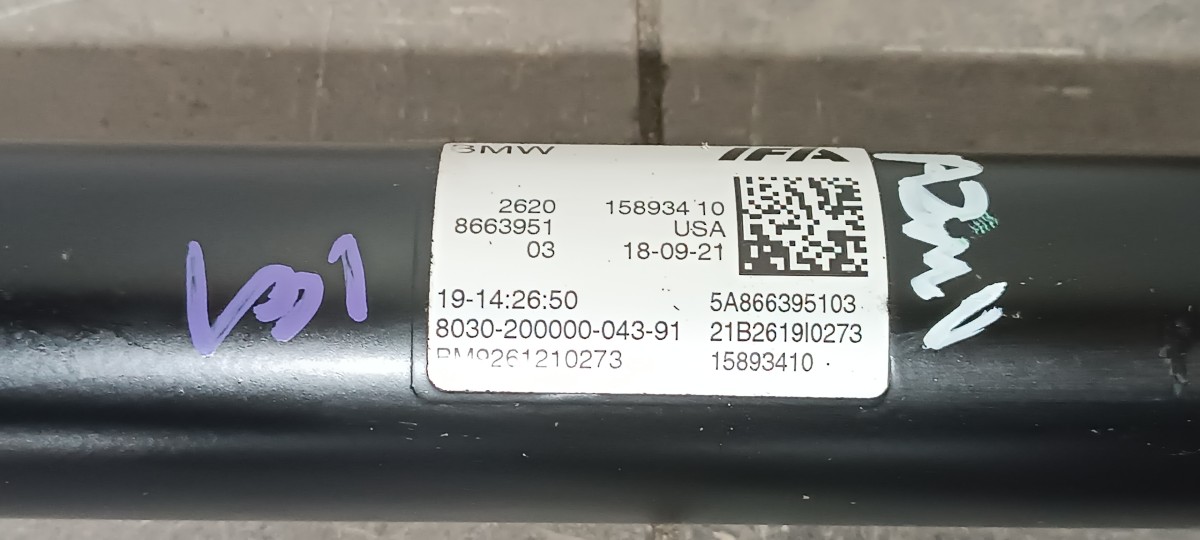 BMW IFA
2620 15893410
8663951 USA
03 18-09-21
19-14:26:50 5A866395103
8030-200000-043-91 21B2619I0273
BM9261210273 15893410